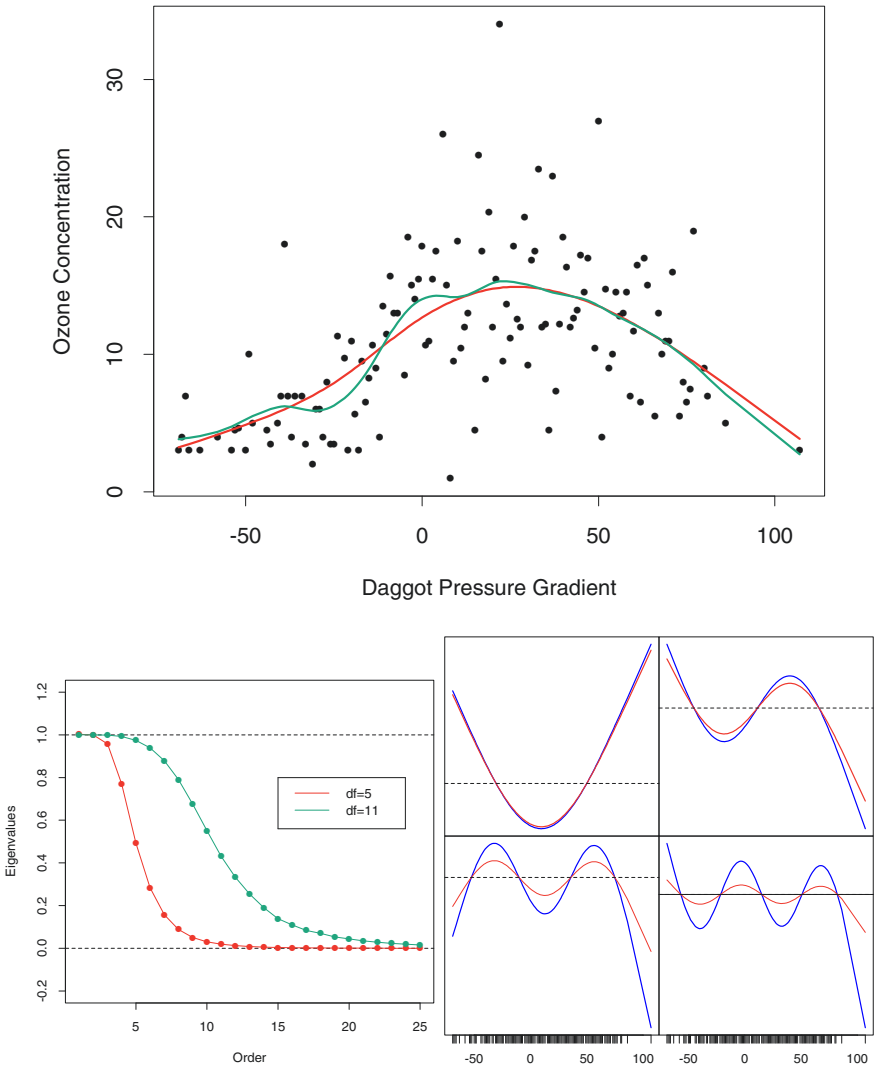 30
20
10
0
Ozone Concentration
-50 0 50 100
Daggot Pressure Gradient
1.2
1.0
0.8
0.6
0.4
0.2
0.0
-0.2
Eigenvalues
df=5
df=11
5 10 15 20 25
Order
-50 0 50 100
-50 0 50 100